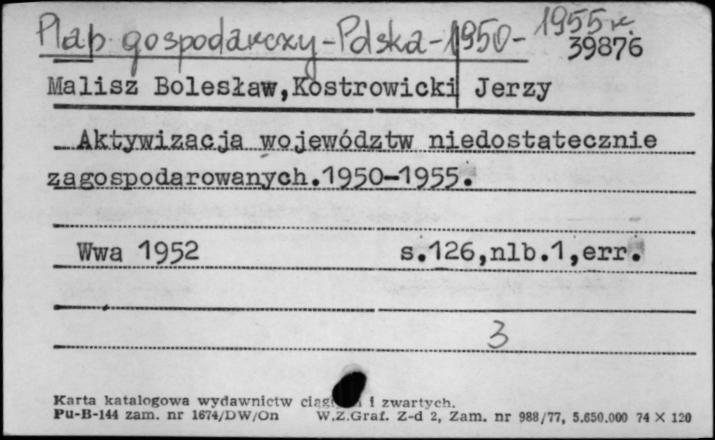 Plan gospodarczy-Polska-1950-1955 r.
39876
Malisz Bolesław,Kostrowicki Jerzy
Aktywizacja województw niedostatecznie
zagospodarowanych.1950-1955.
Wwa 1952 s.126,nlb.1,err.
3
Karta katalogowa wydawnictw i zwartych.
Pu-B-144 zam. nr 1674/DW/On W.Z.Graf. Z-d 2, Zam. nr 988/77, 5.650.000 74 X 120